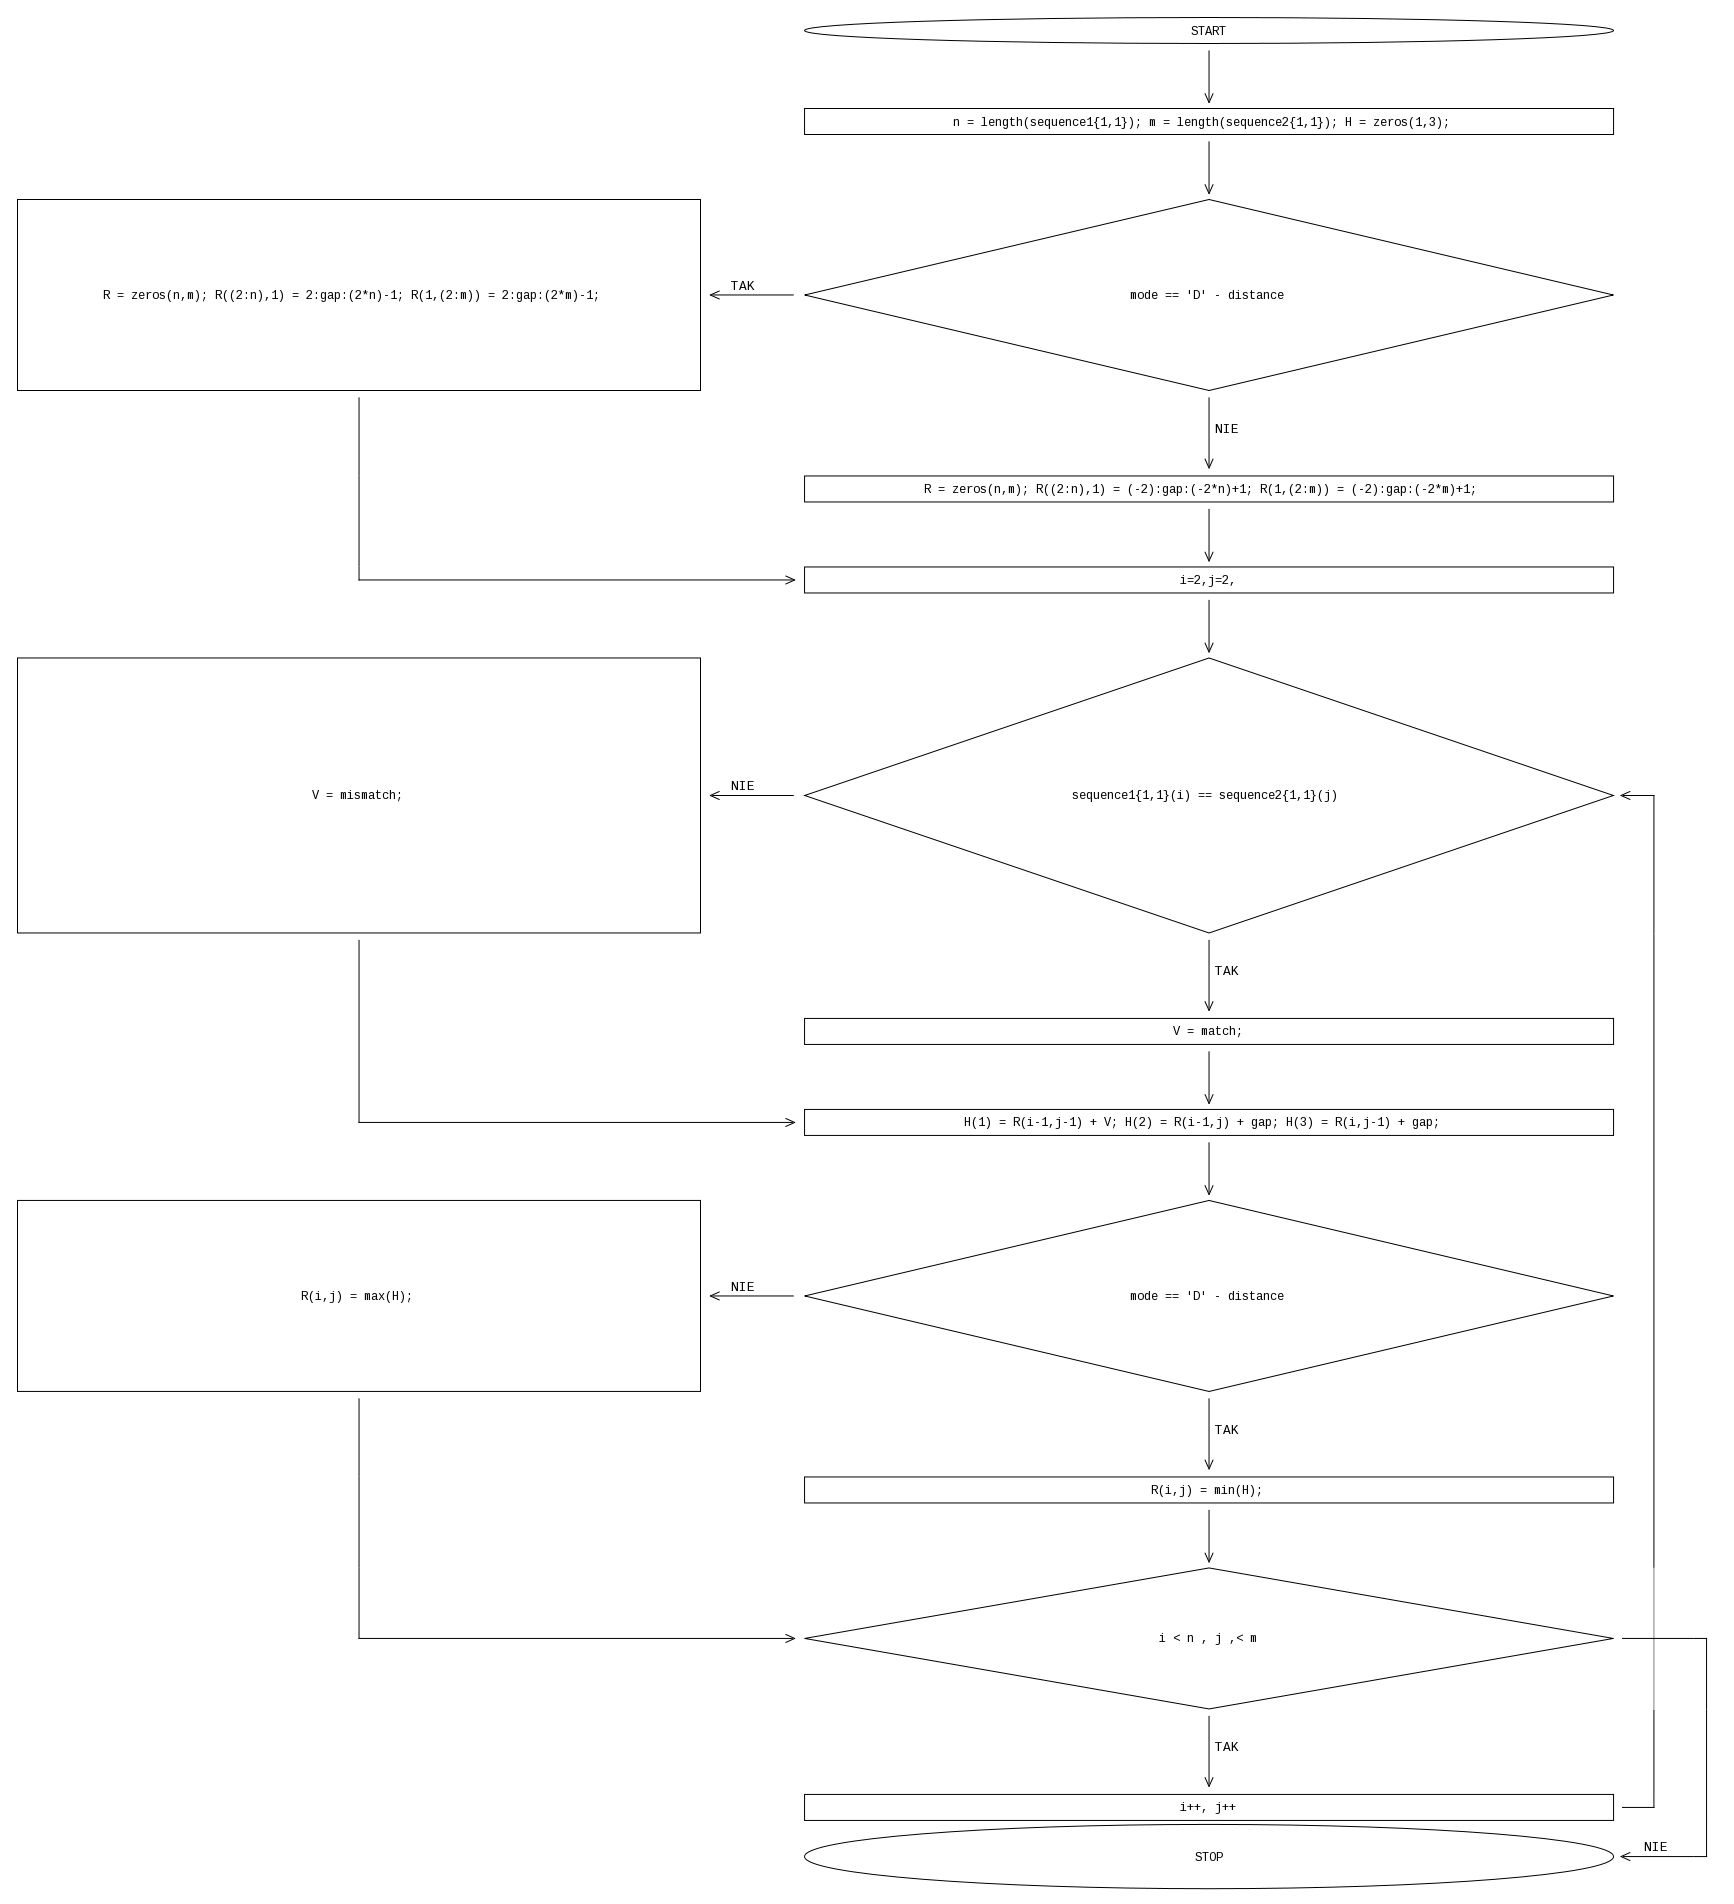 START
n = length(sequence1{1,1}); m = length(sequence2{1,1}); H = zeros(1,3);
mode == 'D' - distance
TAK
R = zeros(n,m); R((2:n),1) = 2:gap:(2*n)-1; R(1,(2:m)) = 2:gap:(2*m)-1;
NIE
R = zeros(n,m); R((2:n),1) = (-2):gap:(-2*n)+1; R(1,(2:m)) = (-2):gap:(-2*m)+1;
i=2,j=2,
sequence1{1,1}(i) == sequence2{1,1}(j)
NIE
V = mismatch;
TAK
V = match;
H(1) = R(i-1,j-1) + V; H(2) = R(i-1,j) + gap; H(3) = R(i,j-1) + gap;
mode == 'D' - distance
NIE
R(i,j) = max(H);
TAK
R(i,j) = min(H);
i < n , j ,< m
TAK
i++, j++
NIE
STOP